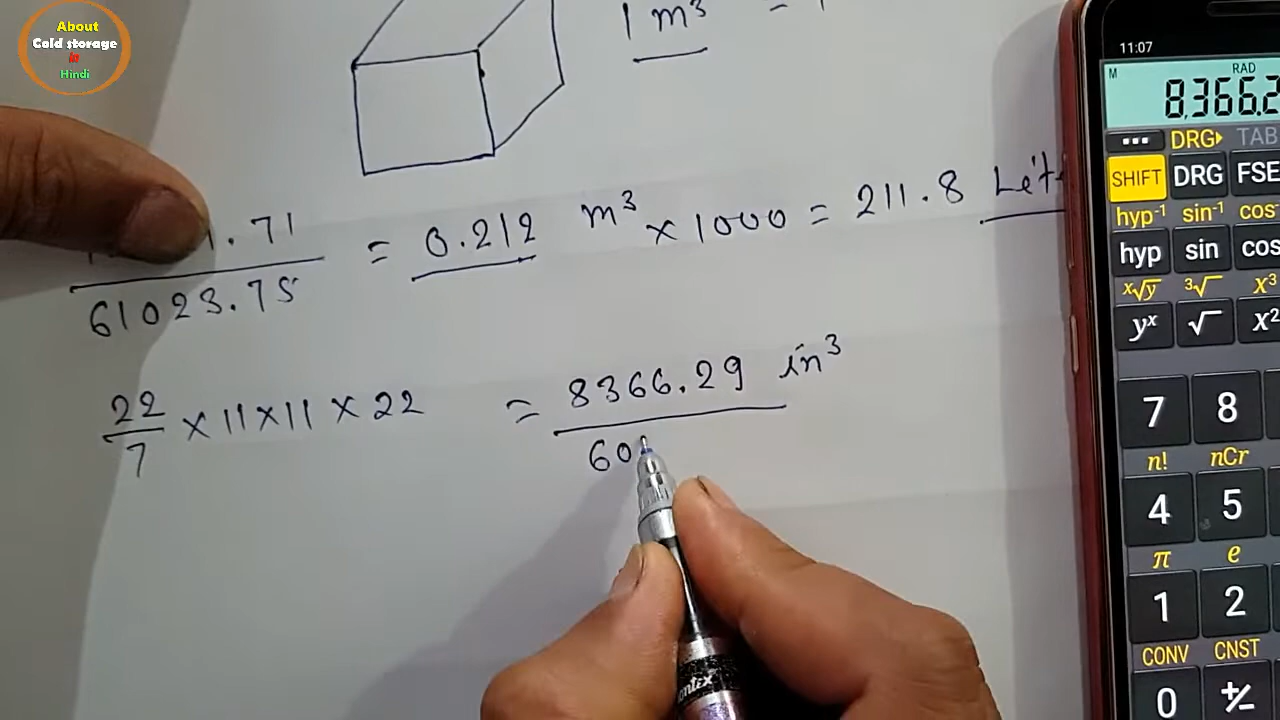 About
Cold storage
in
Hindi
1 m³ =
.71 / 61023.75 = 0.212 m³ × 1000 = 211.8
22/7 × 11 × 11 × 22 = 8366.29 in³ / 60
11:07
M RAD
8,366.2
... DRG▸ TAB
SHIFT DRG FSE
hyp⁻¹ sin⁻¹ cos⁻
hyp sin cos
ˣ√y ³√ x³
yˣ √ x²
7 8
n! nCr
4 5
π e
1 2
CONV CNST
0 +/-